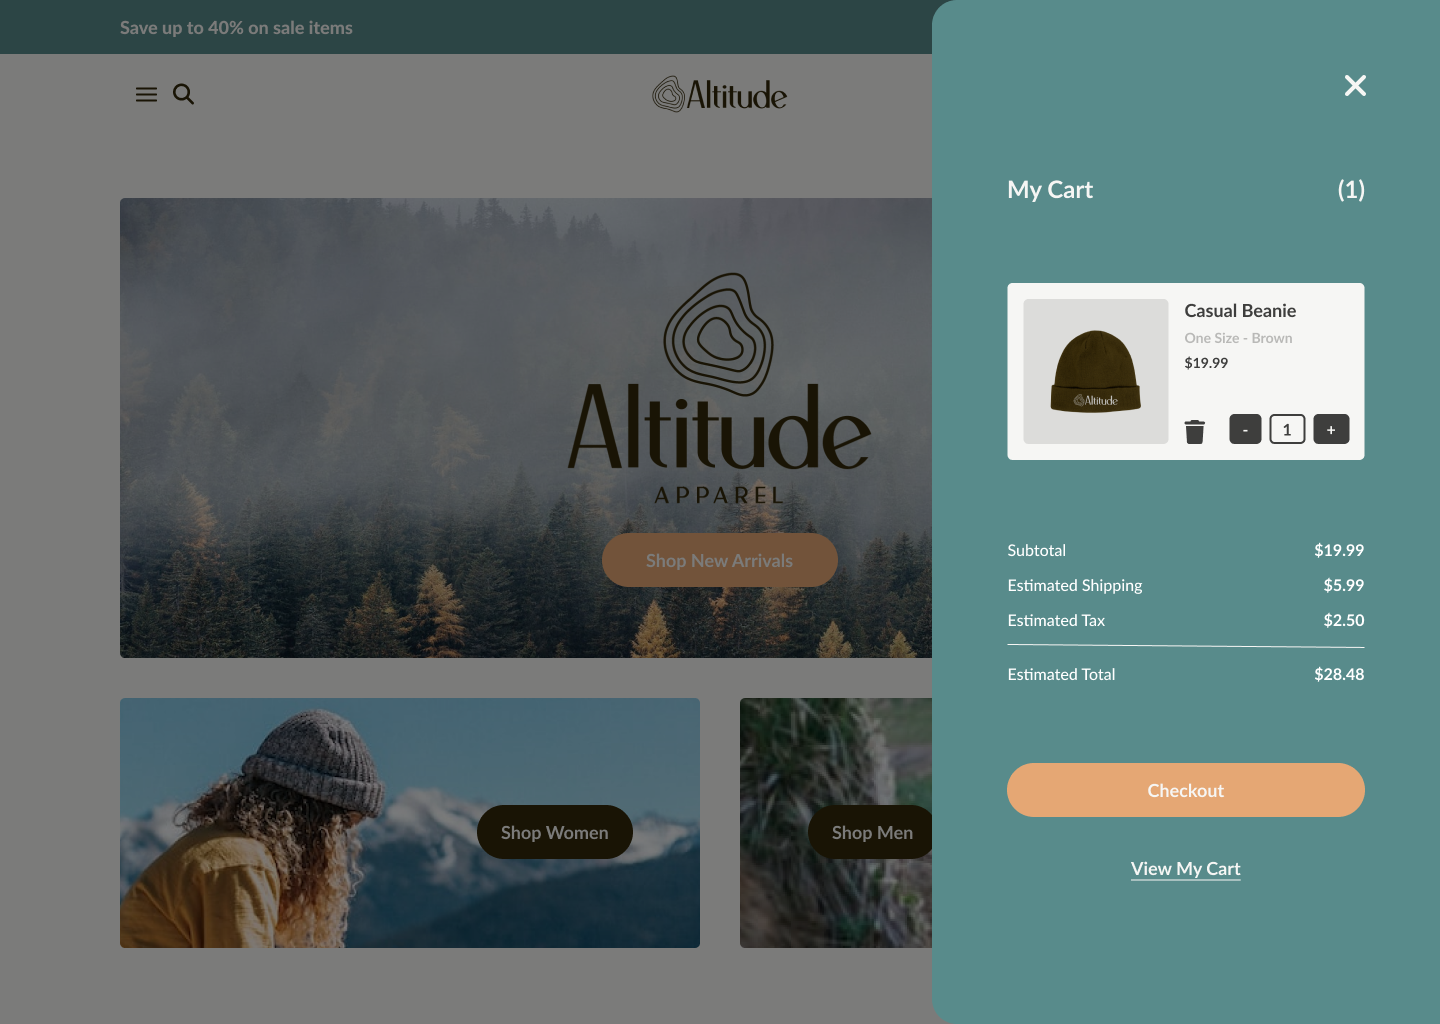 Save up to 40% on sale items
Altitude
Altitude
APPAREL
Shop New Arrivals
Shop Women
Shop Men
My Cart (1)
Altitude
Casual Beanie
One Size - Brown
$19.99
- 1 +
Subtotal $19.99
Estimated Shipping $5.99
Estimated Tax $2.50
Estimated Total $28.48
Checkout
View My Cart